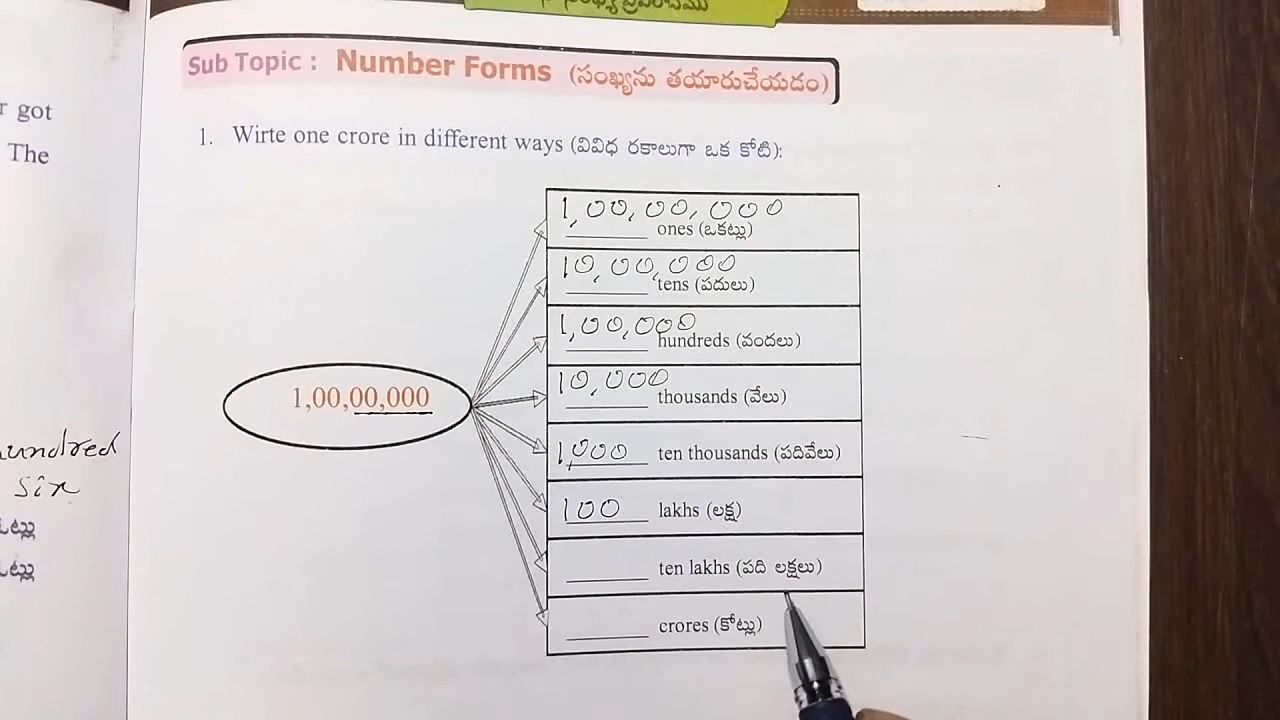 Sub Topic : Number Forms (సంఖ్యను తయారుచేయడం)
r got
The
1. Wirte one crore in different ways (వివిధ రకాలుగా ఒక కోటి):
1,00,00,000
ones (ఒకట్లు)
10,00,000
tens (పదులు)
1,00,000
hundreds (వందలు)
10,000
thousands (వేలు)
1,00,00,000
1,000 ten thousands (పదివేలు)
100 lakhs (లక్ష)
ten lakhs (పది లక్షలు)
crores (కోట్లు)
undred
six